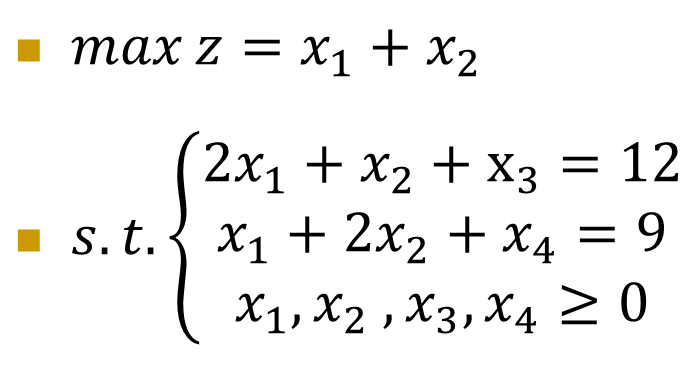 ■ max z = x₁ + x₂
2x₁ + x₂ + x₃ = 12
■ s.t. { x₁ + 2x₂ + x₄ = 9
x₁, x₂ , x₃, x₄ ≥ 0